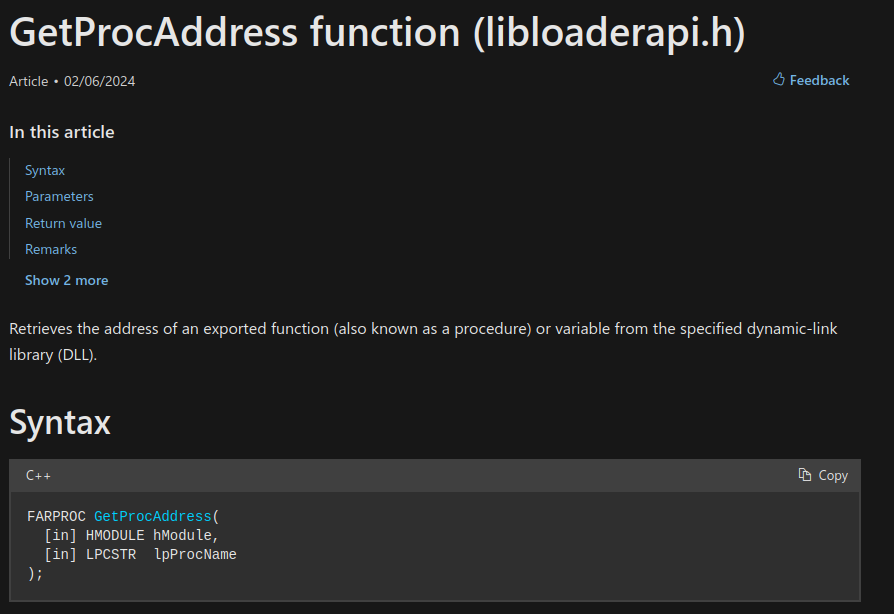 GetProcAddress function (libloaderapi.h)
Article • 02/06/2024
Feedback
In this article
Syntax
Parameters
Return value
Remarks
Show 2 more
Retrieves the address of an exported function (also known as a procedure) or variable from the specified dynamic-link
library (DLL).
Syntax
C++
Copy
FARPROC GetProcAddress(
  [in] HMODULE hModule,
  [in] LPCSTR  lpProcName
);